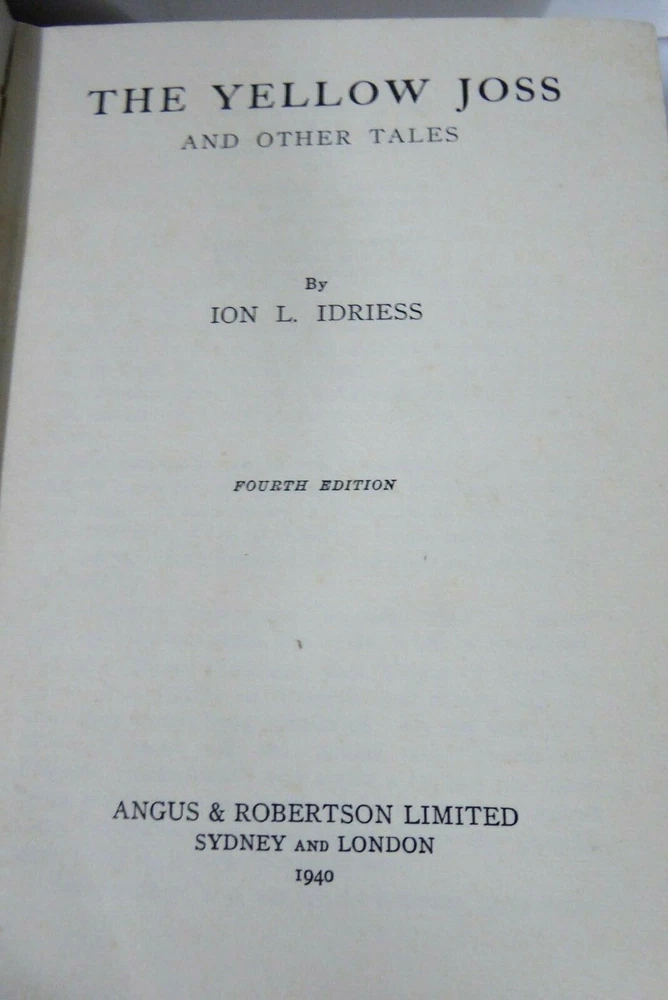 THE YELLOW JOSS
AND OTHER TALES
By
ION L. IDRIESS
FOURTH EDITION
ANGUS & ROBERTSON LIMITED
SYDNEY AND LONDON
1940